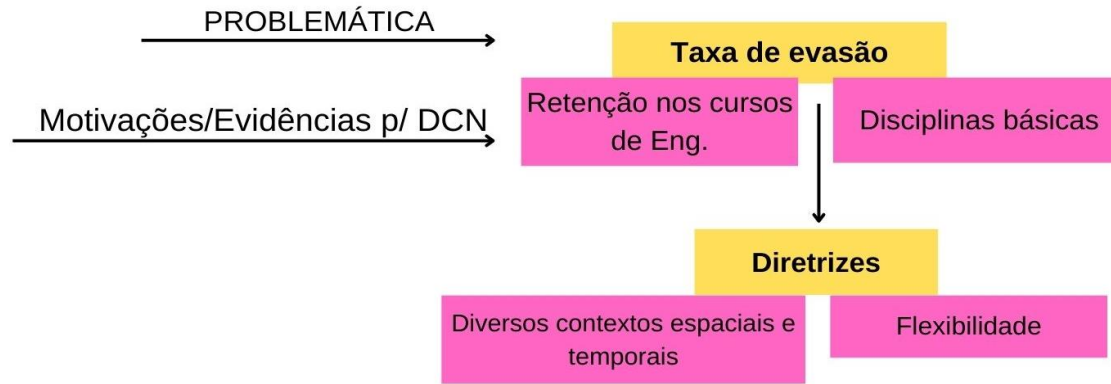 PROBLEMÁTICA
Taxa de evasão
Motivações/Evidências p/ DCN
Retenção nos cursos
de Eng.
Disciplinas básicas
Diretrizes
Diversos contextos espaciais e
temporais
Flexibilidade